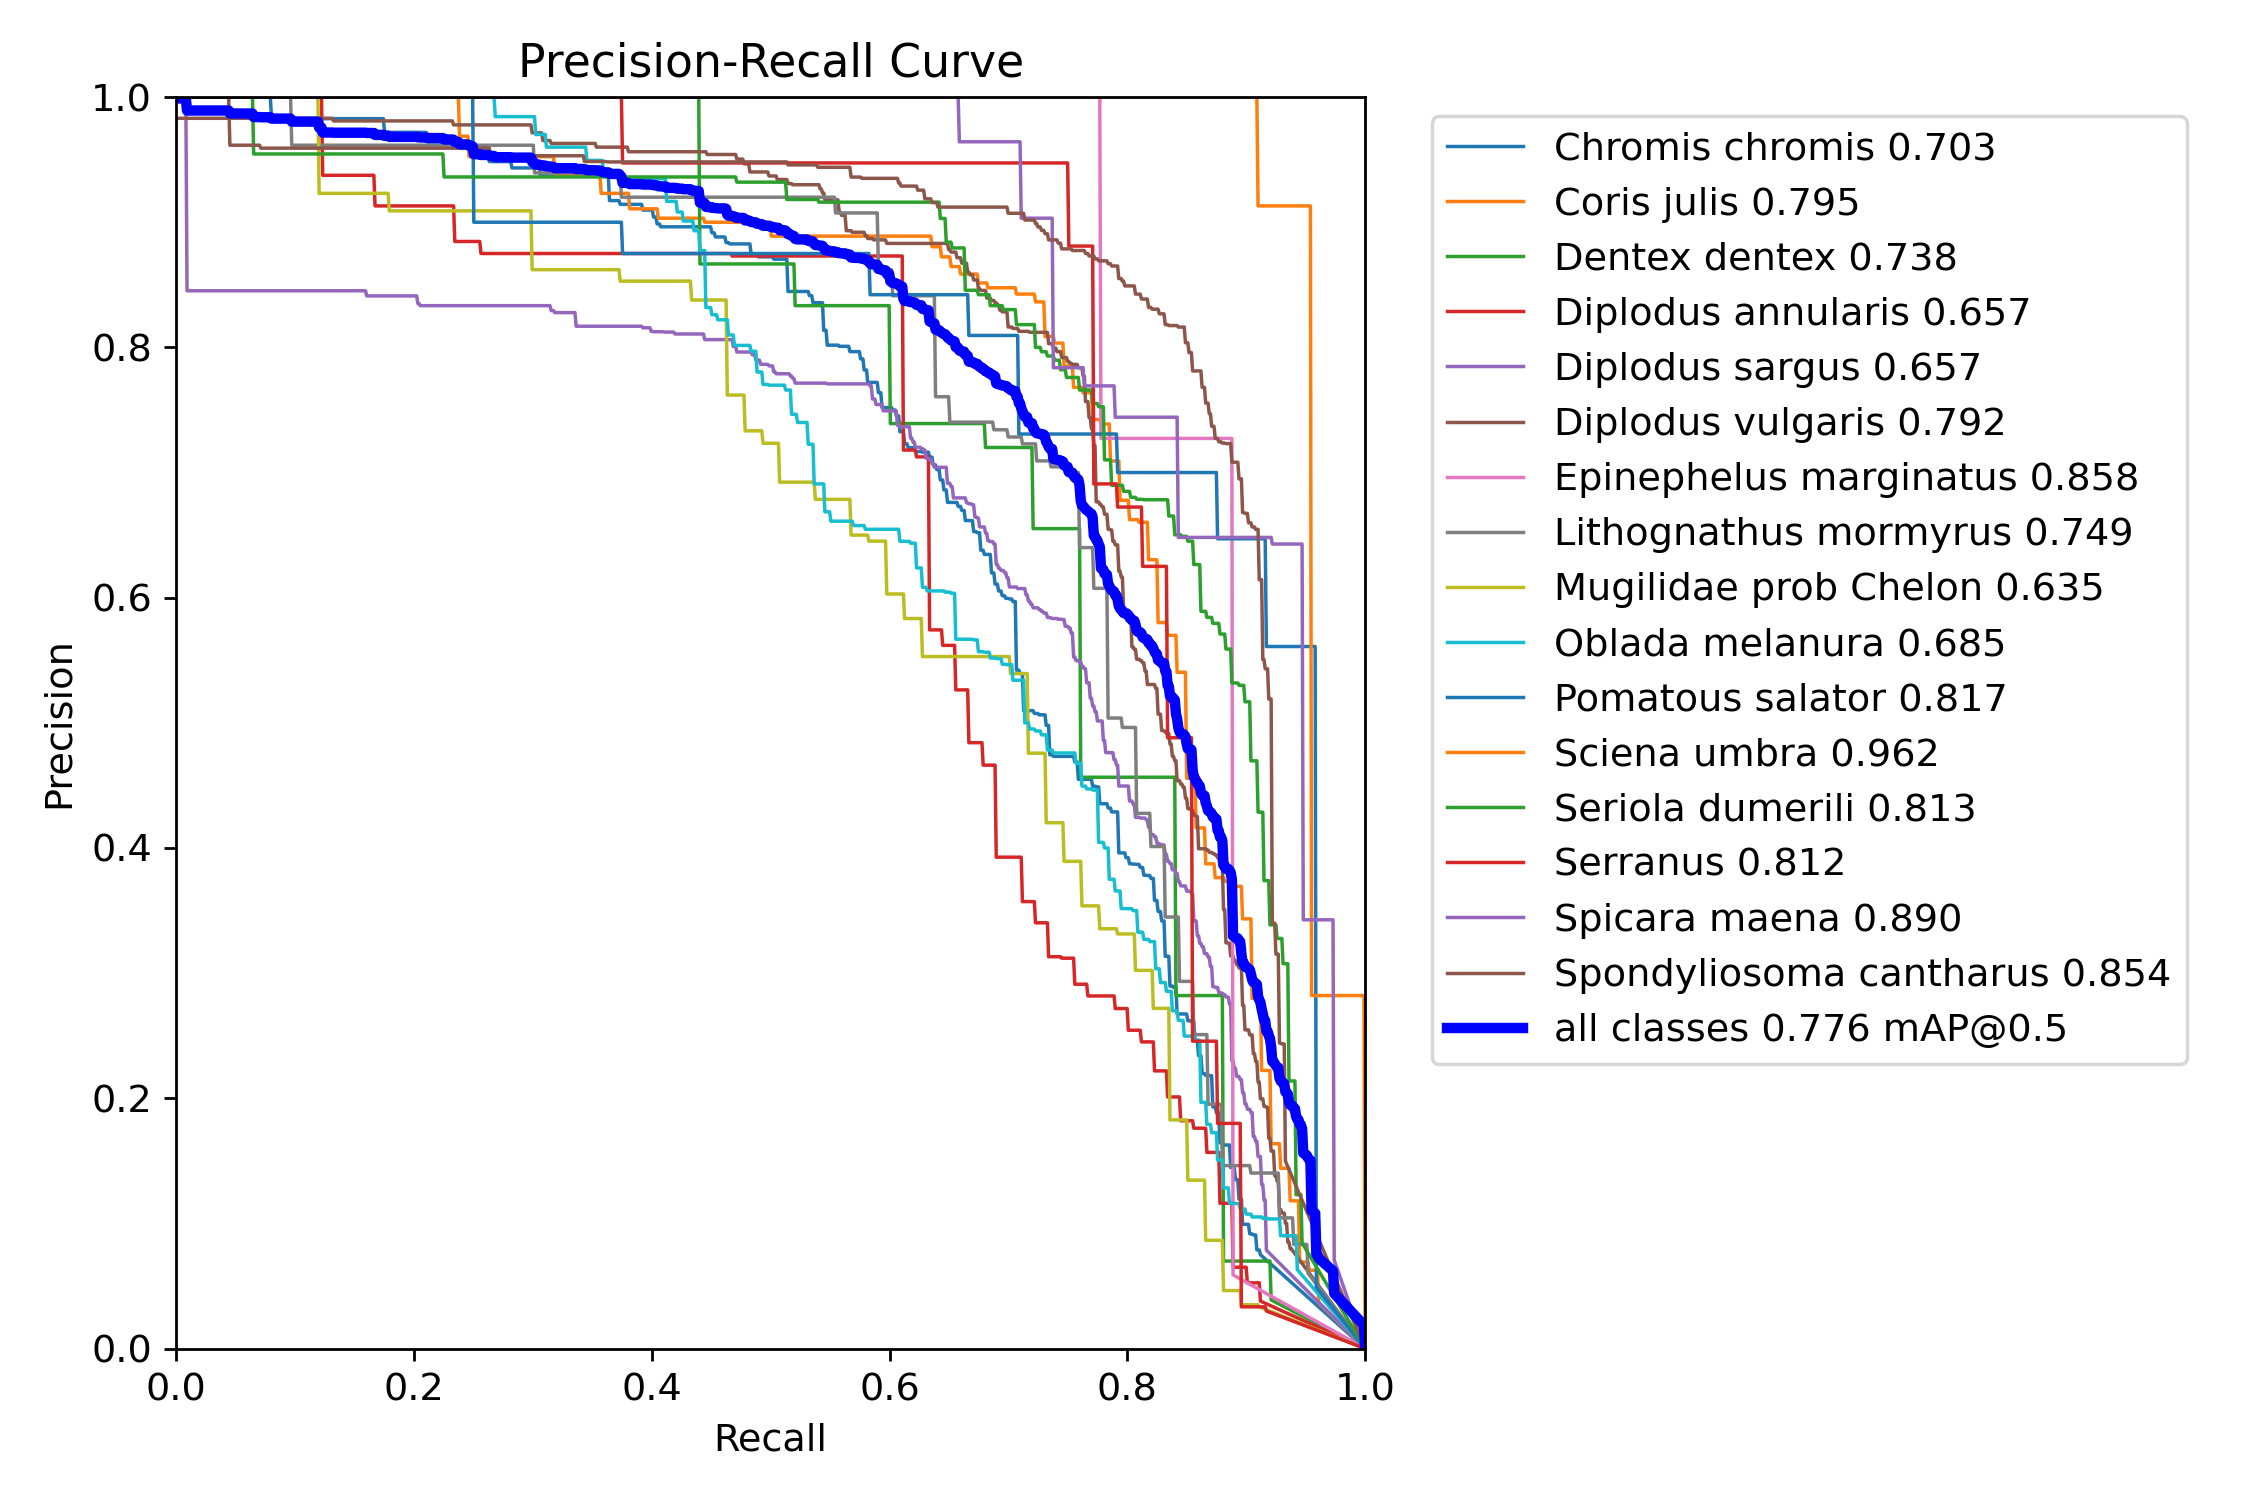 Precision-Recall Curve
1.0
0.8
0.6
0.4
0.2
0.0
Precision
0.0 0.2 0.4 0.6 0.8 1.0
Recall
Chromis chromis 0.703
Coris julis 0.795
Dentex dentex 0.738
Diplodus annularis 0.657
Diplodus sargus 0.657
Diplodus vulgaris 0.792
Epinephelus marginatus 0.858
Lithognathus mormyrus 0.749
Mugilidae prob Chelon 0.635
Oblada melanura 0.685
Pomatous salator 0.817
Sciena umbra 0.962
Seriola dumerili 0.813
Serranus 0.812
Spicara maena 0.890
Spondyliosoma cantharus 0.854
all classes 0.776 mAP@0.5